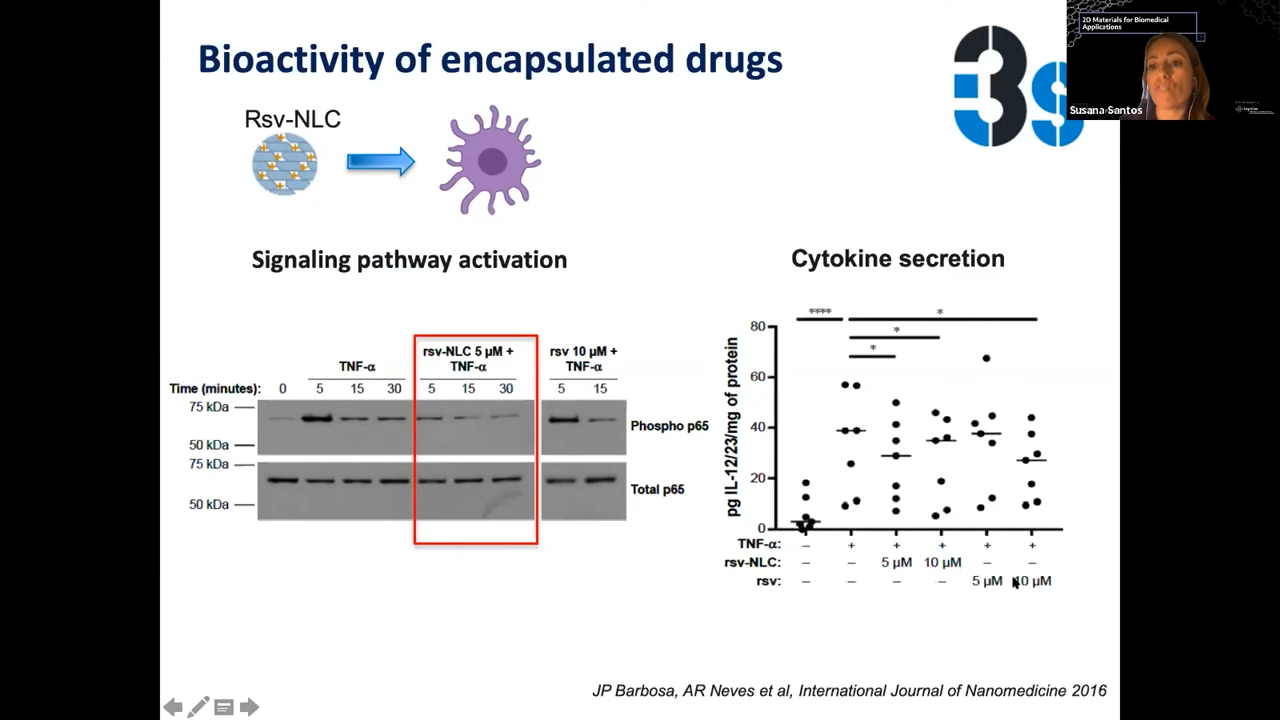 Bioactivity of encapsulated drugs
3s
2D Materials for Biomedical
Applications
Susana Santos
Rsv-NLC
Signaling pathway activation
Cytokine secretion
rsv-NLC 5 µM +
TNF-α
rsv 10 µM +
TNF-α
TNF-α
Time (minutes): 0 5 15 30 5 15 30 5 15
75 kDa
50 kDa
Phospho p65
75 kDa
50 kDa
Total p65
pg IL-12/23/mg of protein
80
60
40
20
0
**** * * *
TNF-α: – + + + + +
rsv-NLC: – – 5 µM 10 µM – –
rsv: – – – – 5 µM 10 µM
JP Barbosa, AR Neves et al, International Journal of Nanomedicine 2016